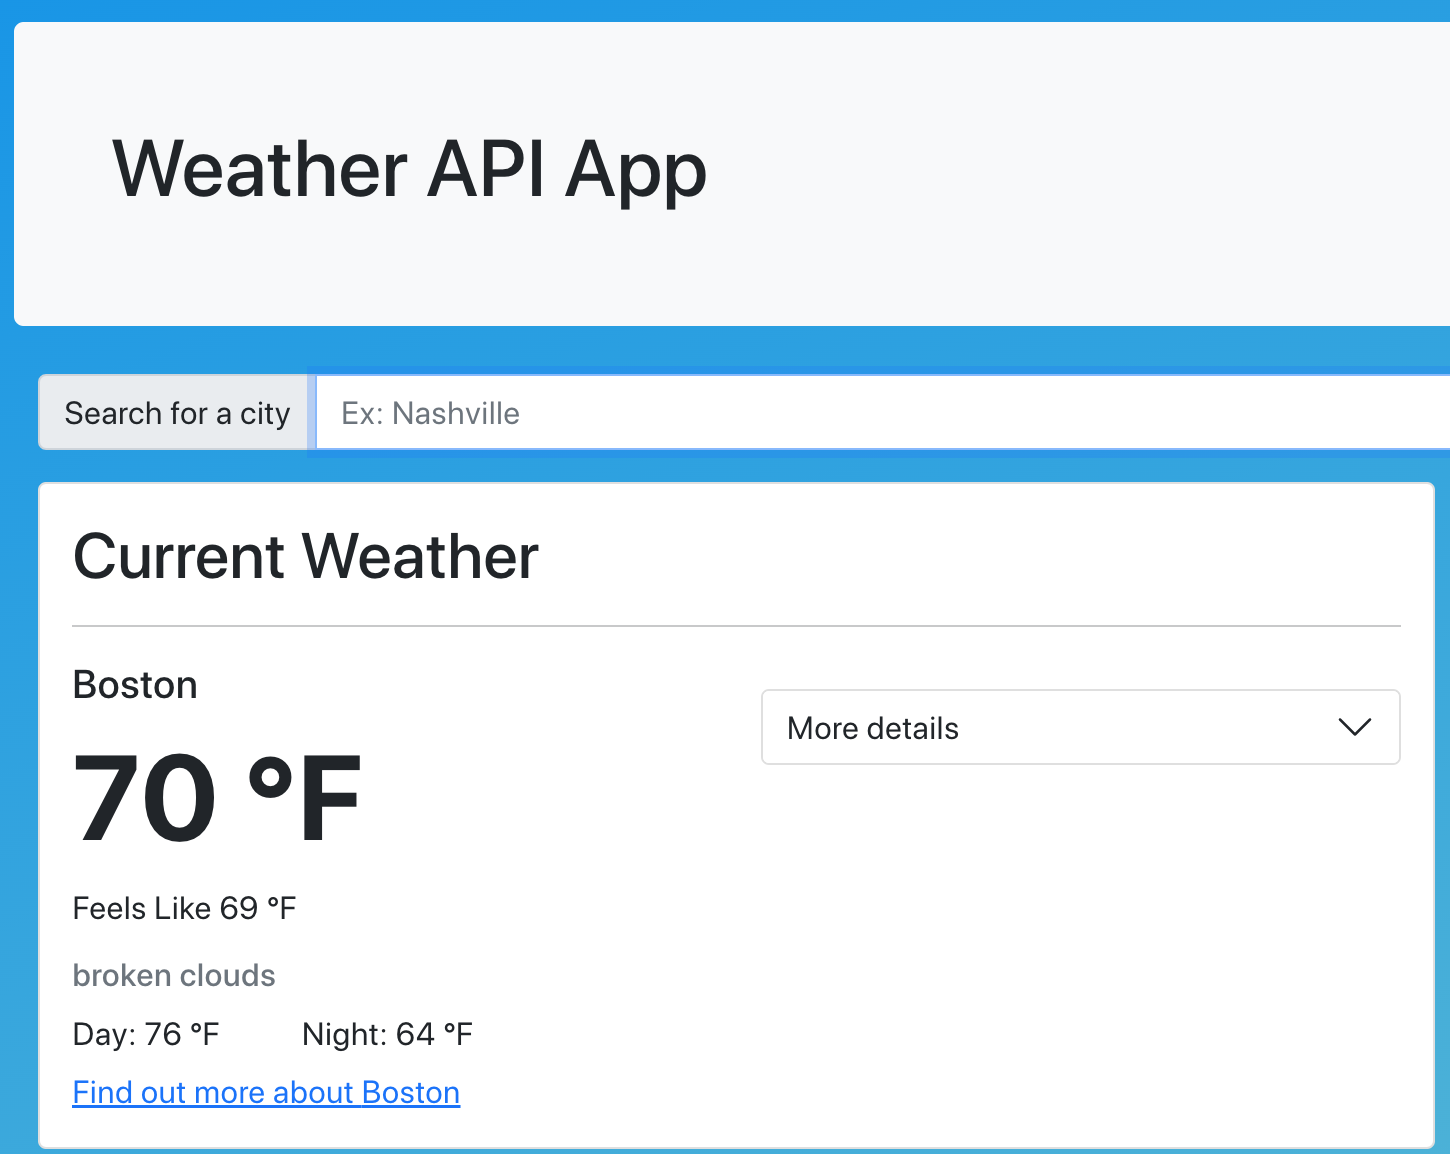 Weather API App
Search for a city
Ex: Nashville
Current Weather
Boston
More details
70 °F
Feels Like 69 °F
broken clouds
Day: 76 °F
Night: 64 °F
Find out more about Boston